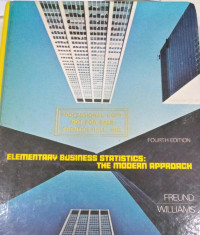 FOURTH EDITION
ELEMENTARY BUSINESS STATISTICS:
THE MODERN APPROACH
FREUND
WILLIAMS